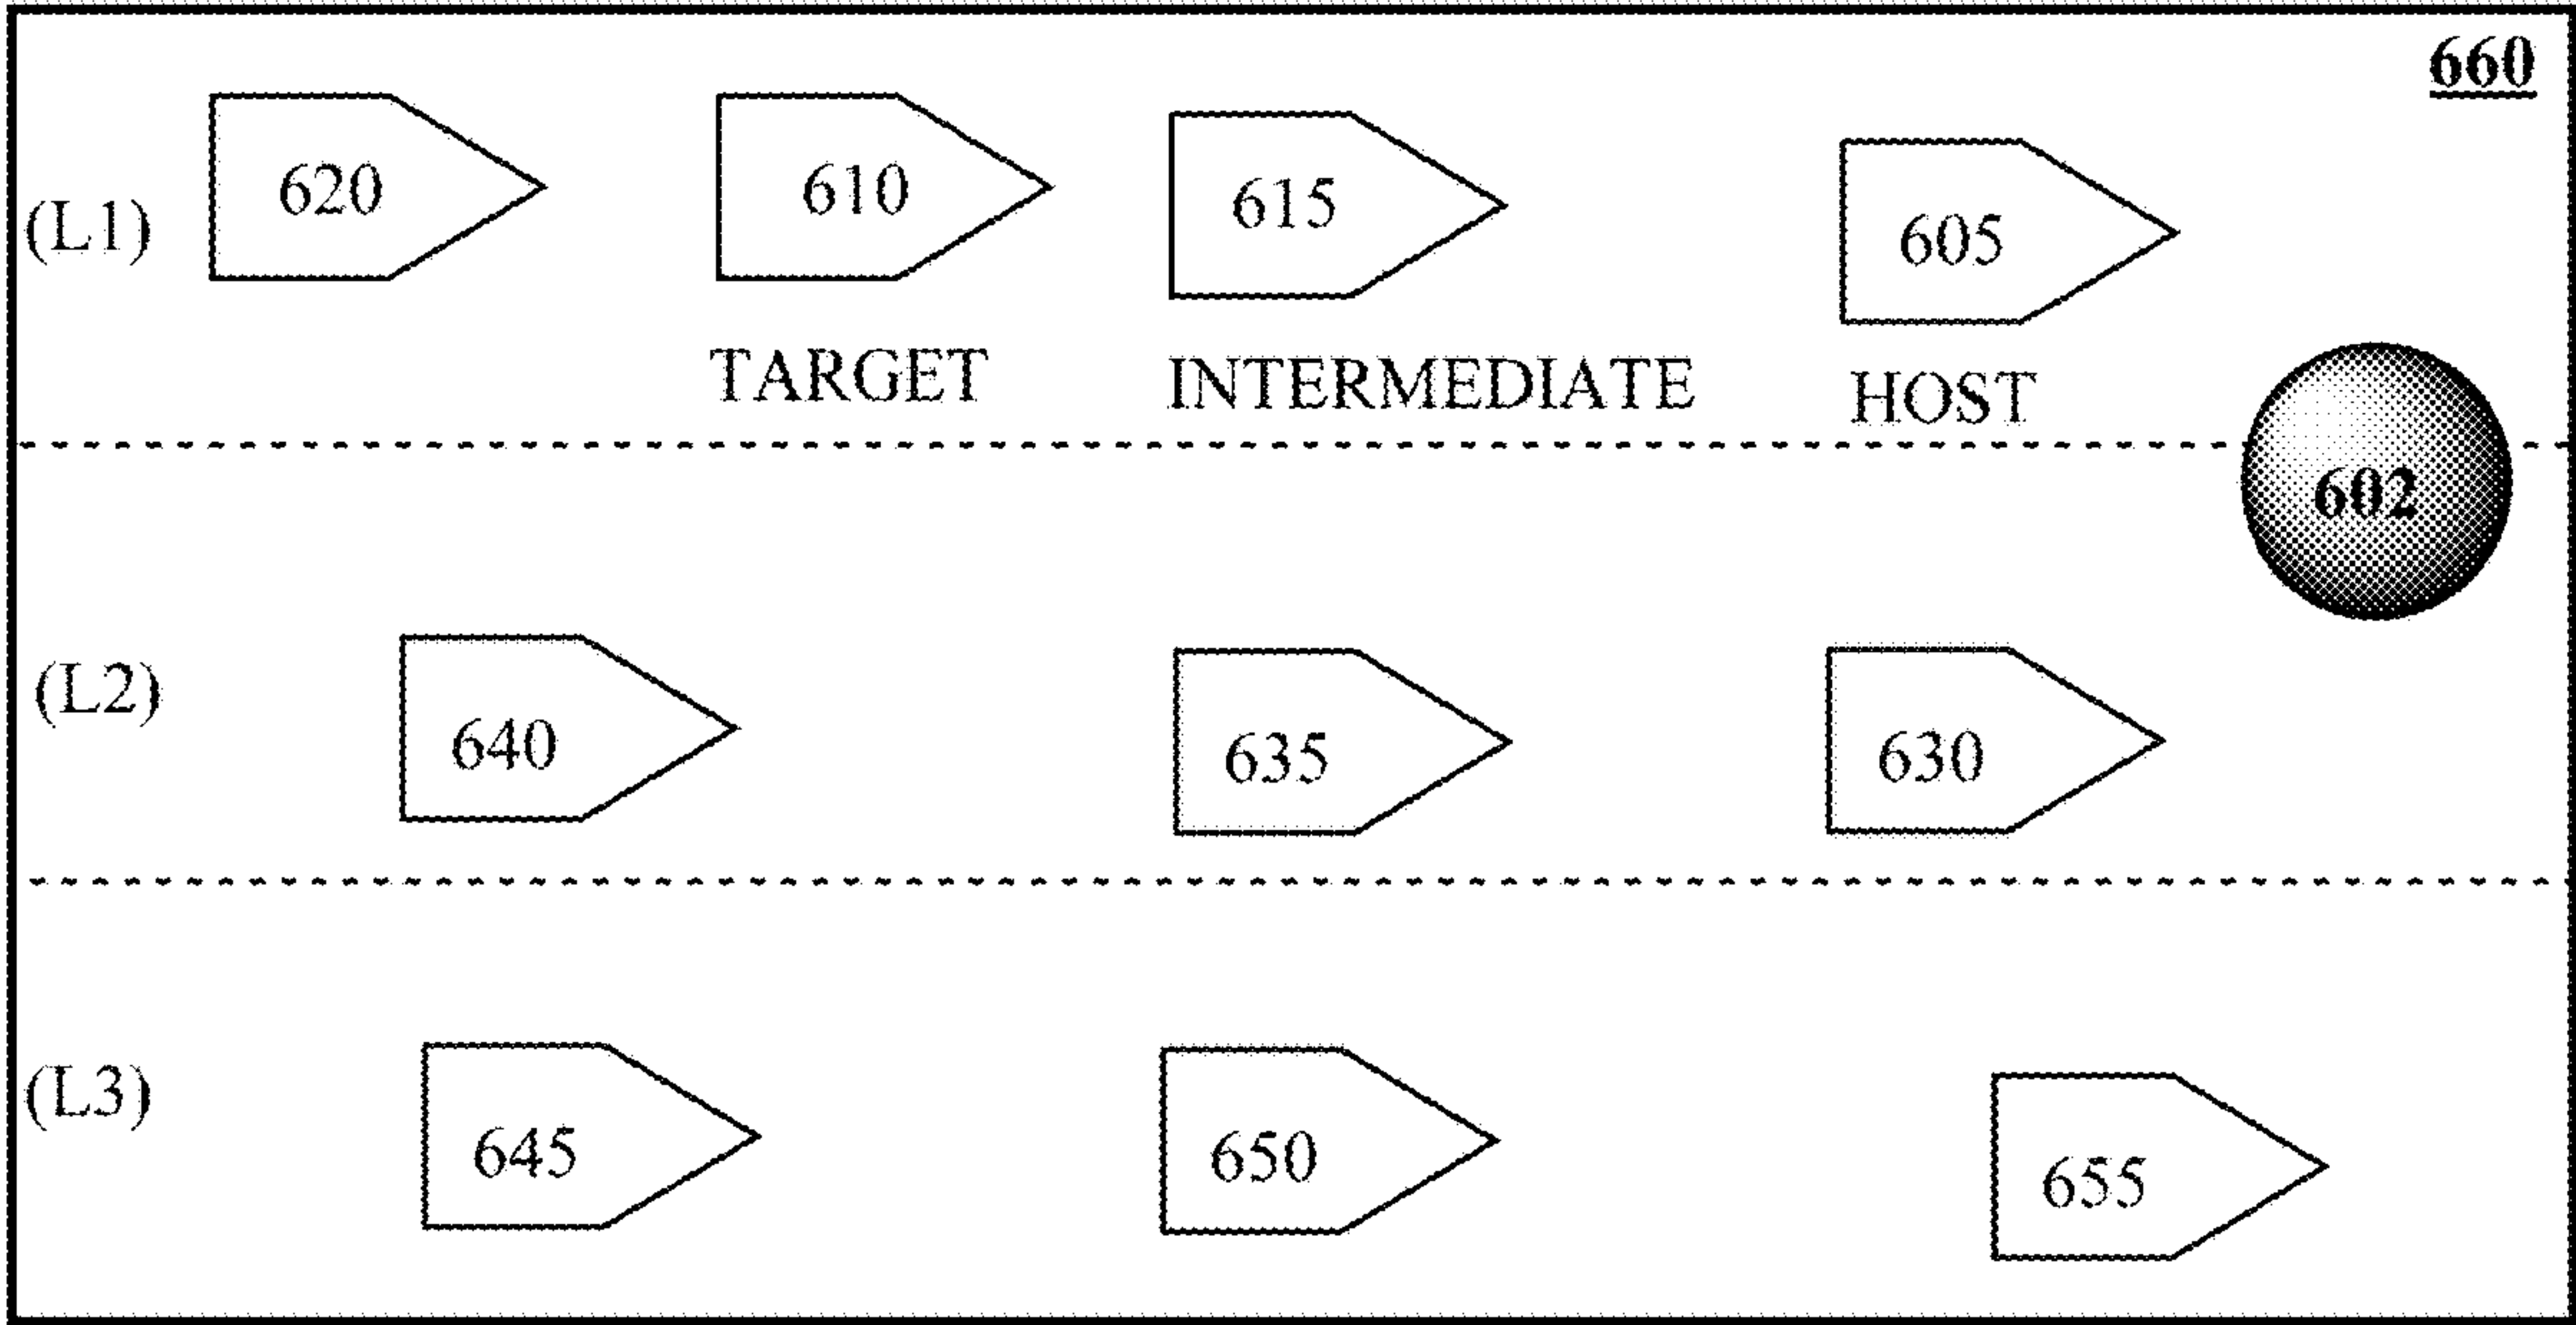 660
620 610 615 605
(L1)
TARGET INTERMEDIATE HOST
602
(L2)
640 635 630
(L3)
645 650 655